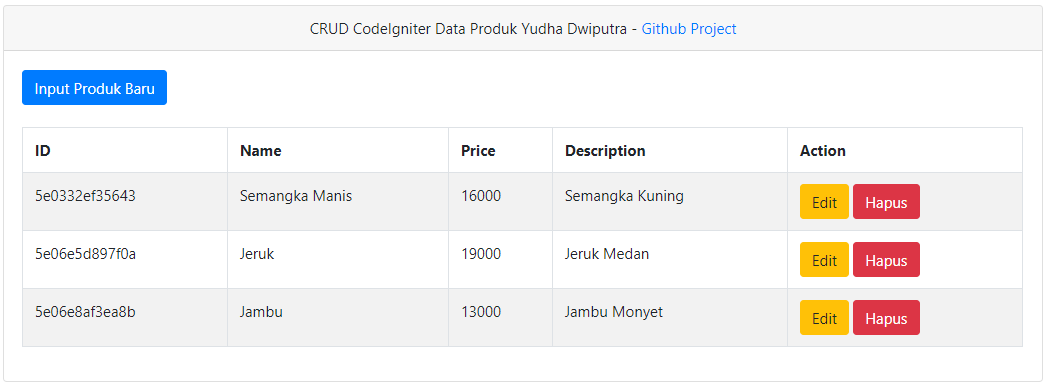 CRUD CodeIgniter Data Produk Yudha Dwiputra - Github Project
Input Produk Baru
ID Name Price Description Action
5e0332ef35643 Semangka Manis 16000 Semangka Kuning Edit Hapus
5e06e5d897f0a Jeruk 19000 Jeruk Medan Edit Hapus
5e06e8af3ea8b Jambu 13000 Jambu Monyet Edit Hapus